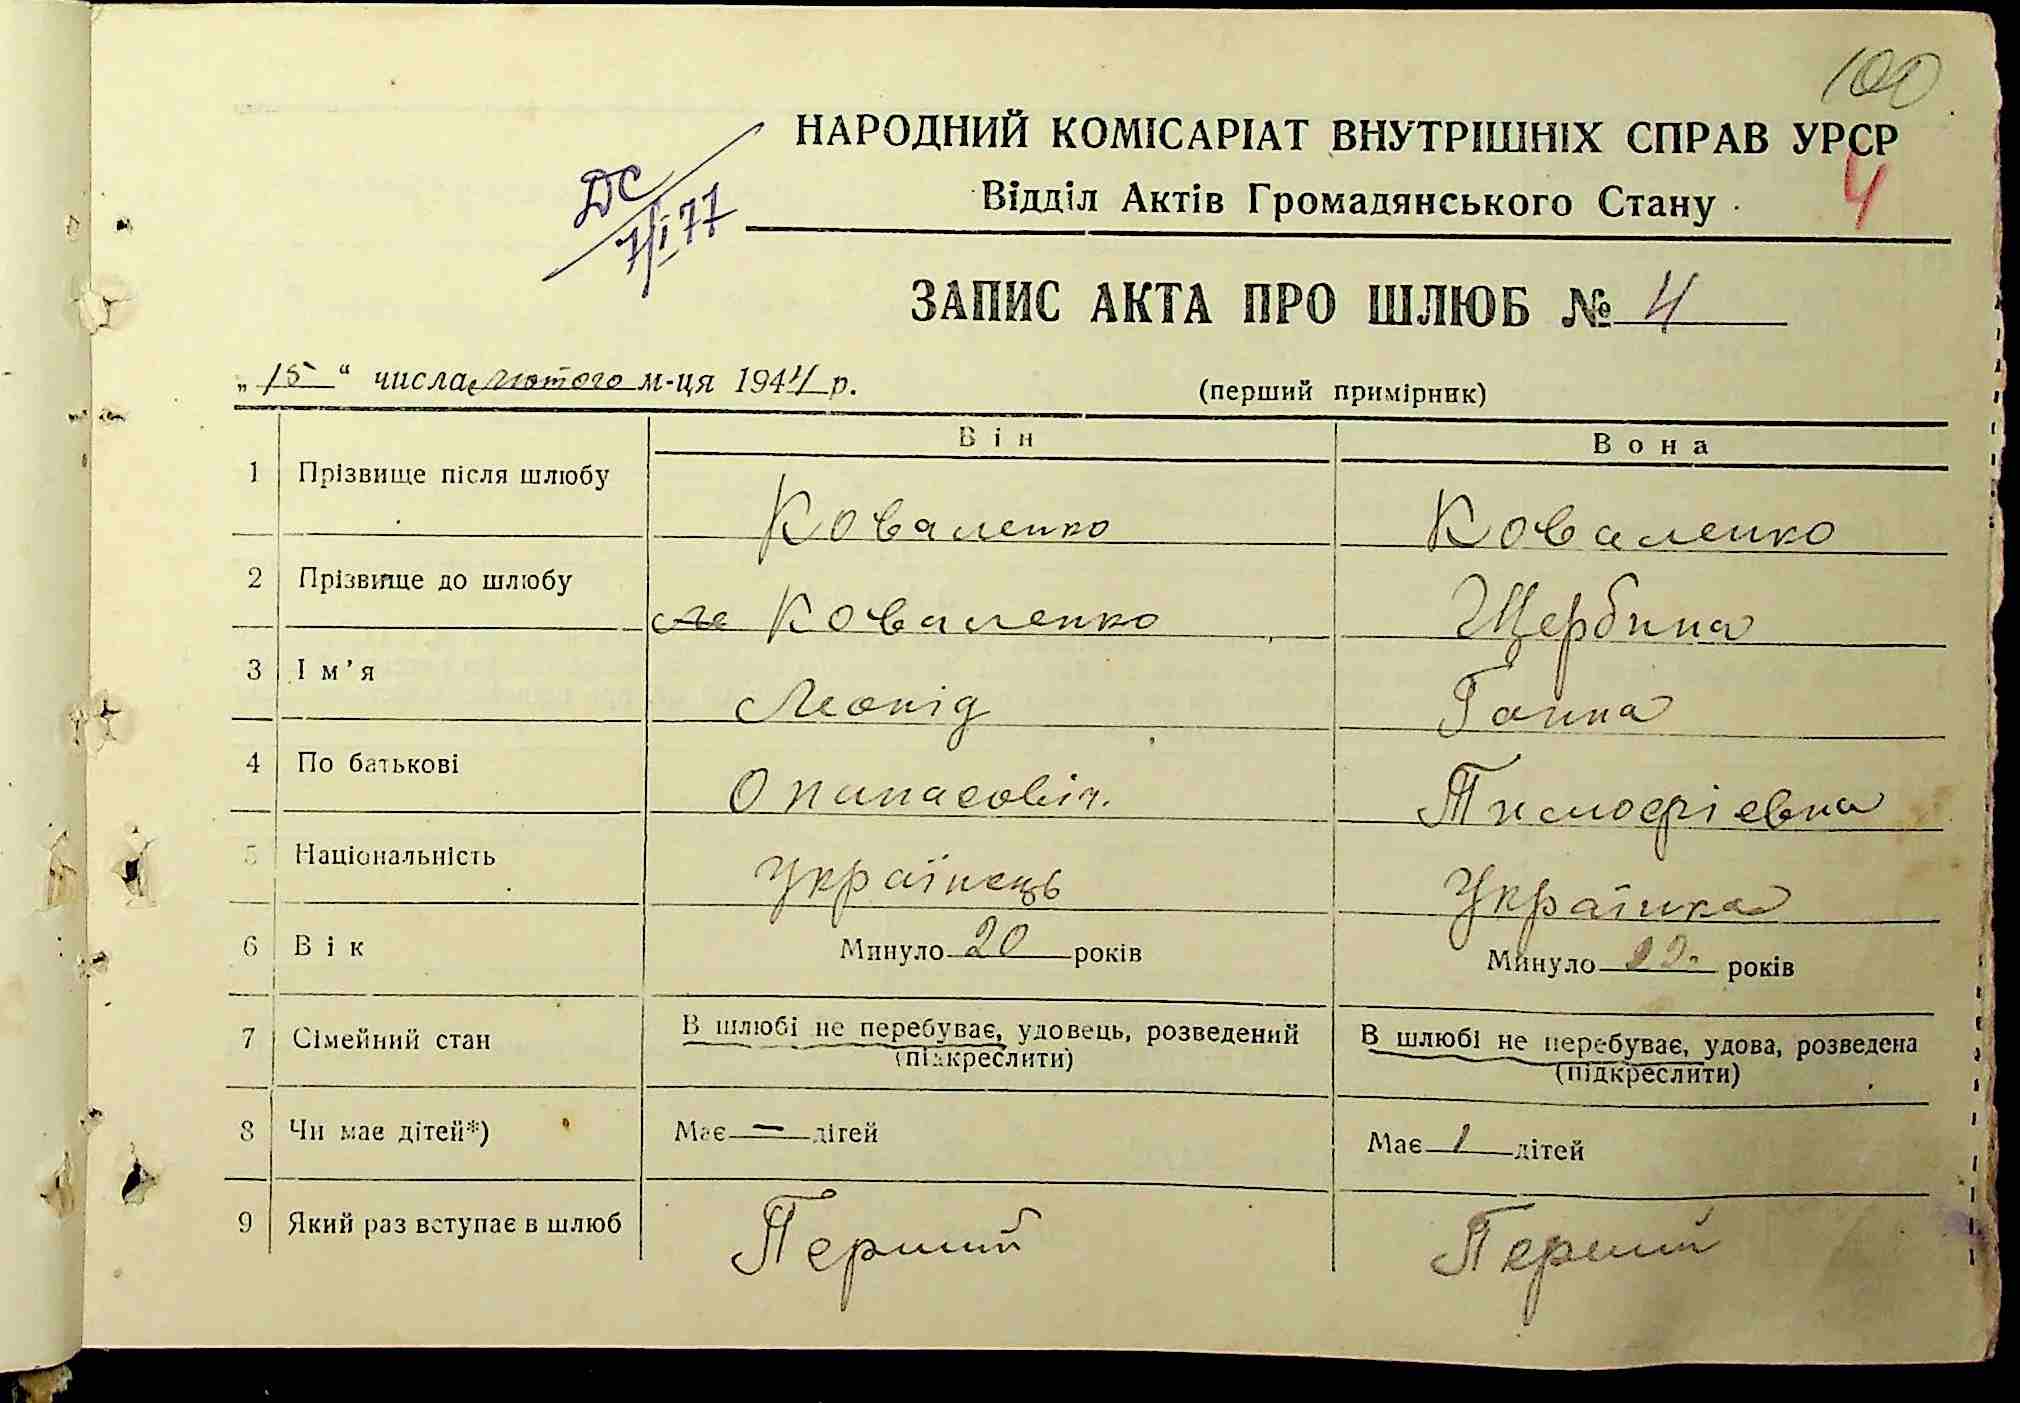 100
НАРОДНИЙ КОМІСАРІАТ ВНУТРІШНІХ СПРАВ УРСР
4
Відділ Актів Громадянського Стану
ДС
7/I 77
ЗАПИС АКТА ПРО ШЛЮБ № 4
„ 15 “ числа лютого м-ця 1944 р. (перший примірник)
Він Вона
1 Прізвище після шлюбу Коваленко Коваленко
2 Прізвище до шлюбу Коваленко Щербина
3 Ім’я Леонід Ганна
4 По батькові Опанасовіч. Тимофієвна
5 Національність Українець Українка
6 Вік Минуло 20 років Минуло років
7 Сімейний стан В шлюбі не перебуває, удовець, розведений В шлюбі не перебуває, удова, розведена
(підкреслити) (підкреслити)
8 Чи має дітей*) Має — дітей Має 1 дітей
9 Який раз вступає в шлюб Перший Перший